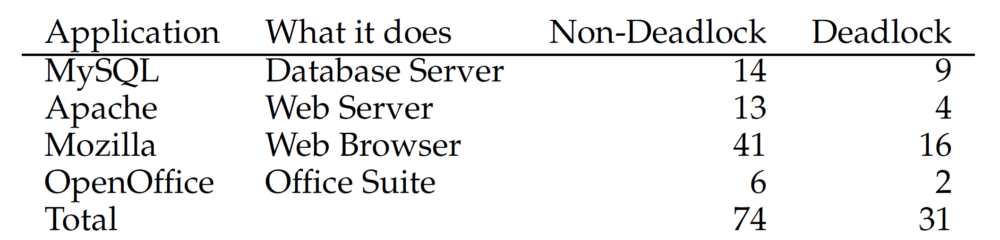 Application What it does Non-Deadlock Deadlock
MySQL Database Server 14 9
Apache Web Server 13 4
Mozilla Web Browser 41 16
OpenOffice Office Suite 6 2
Total 74 31